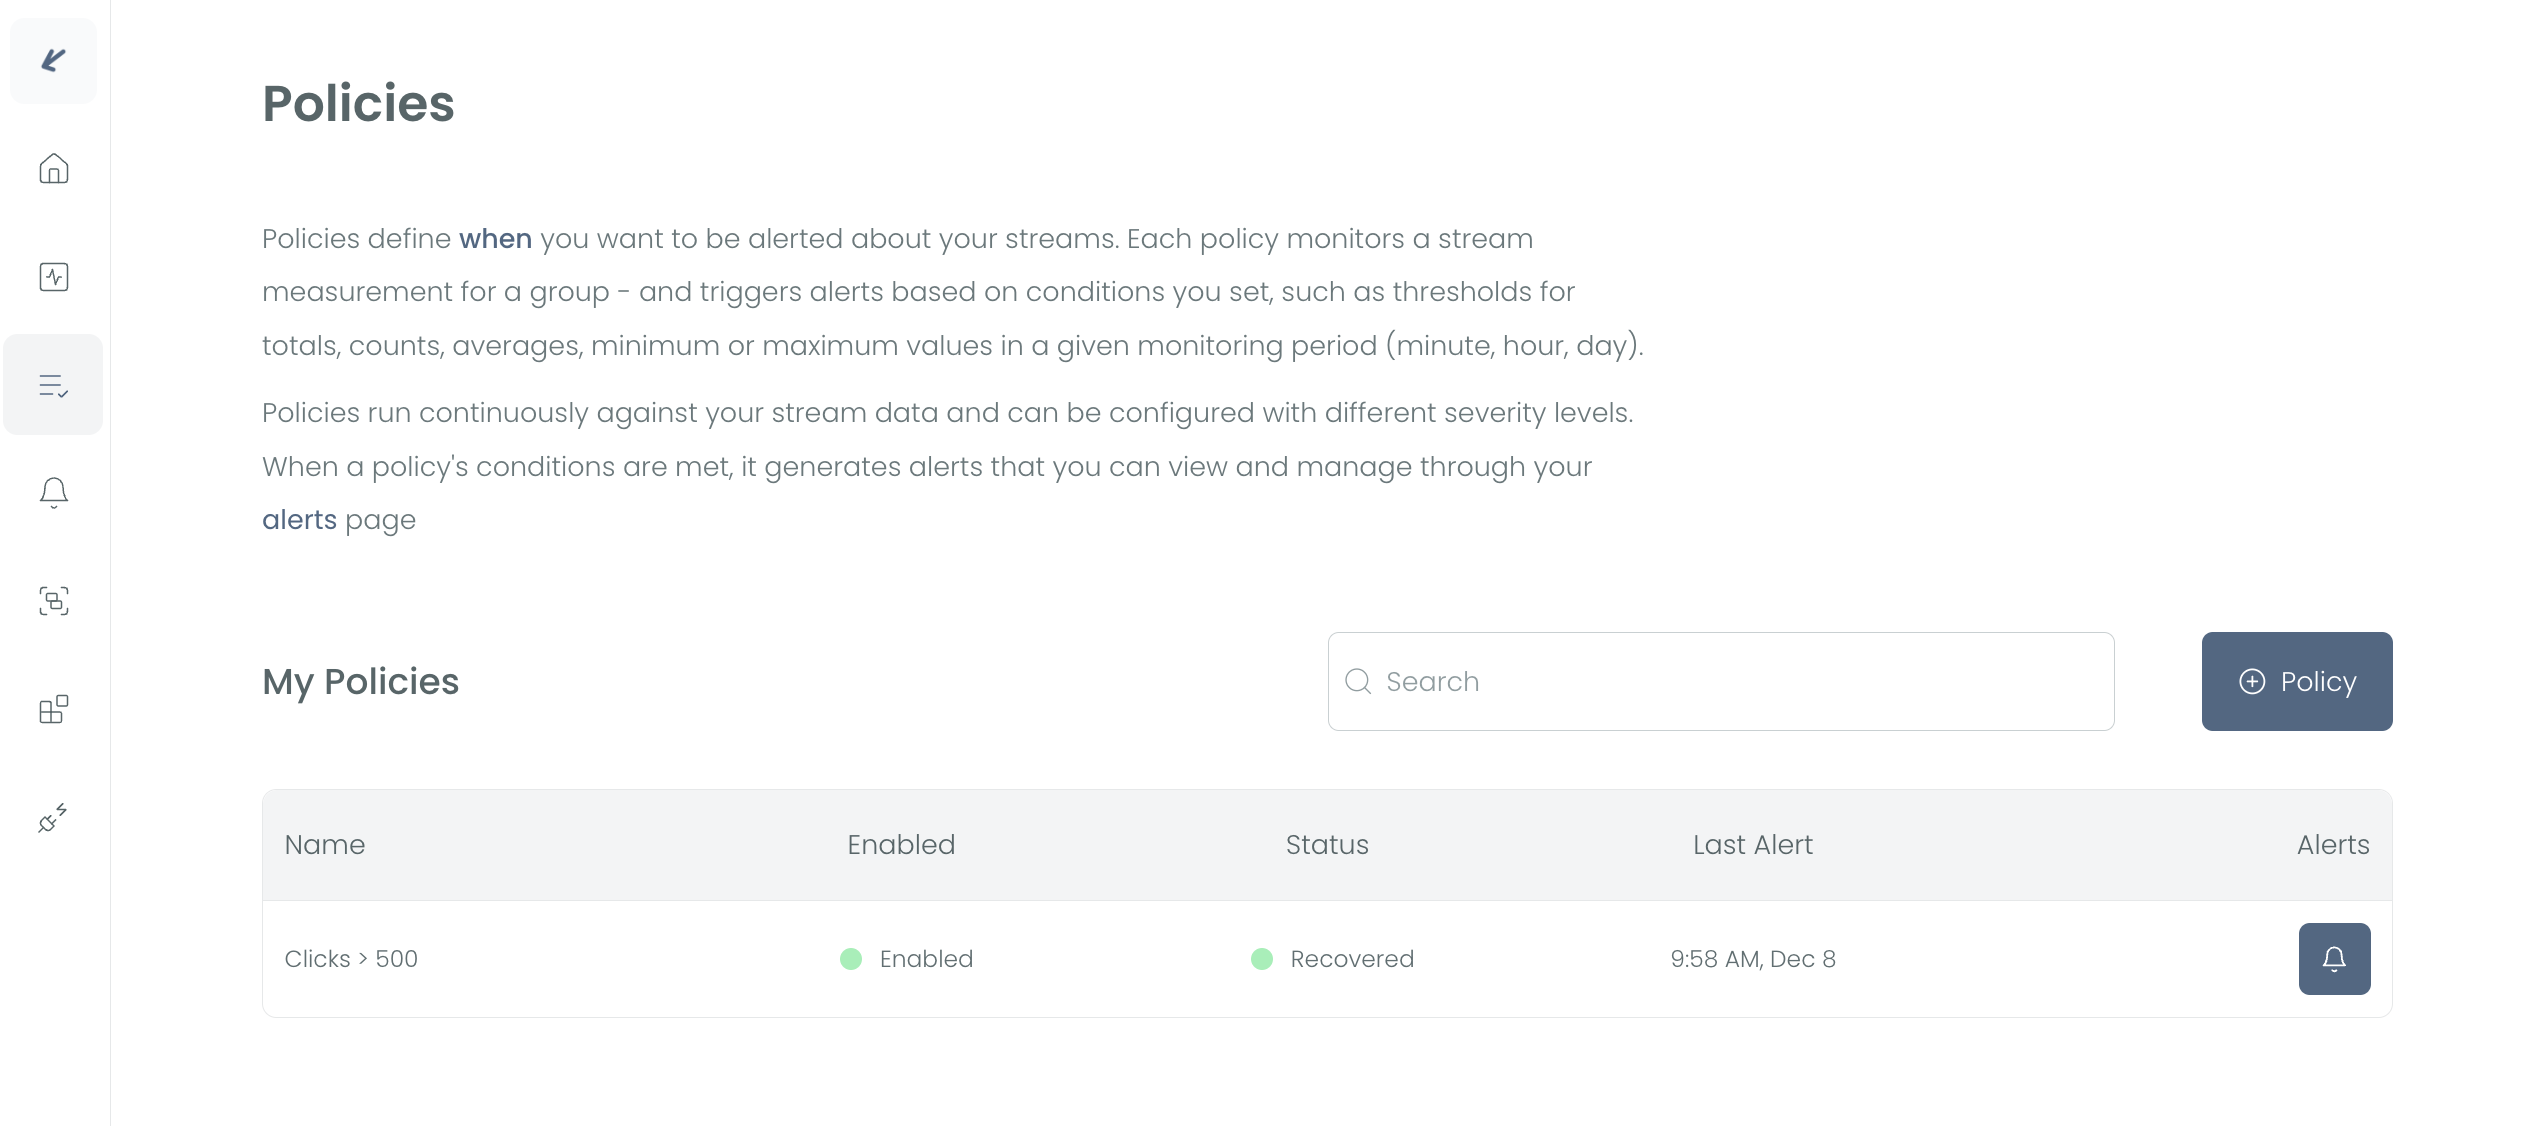 Policies
Policies define when you want to be alerted about your streams. Each policy monitors a stream
measurement for a group - and triggers alerts based on conditions you set, such as thresholds for
totals, counts, averages, minimum or maximum values in a given monitoring period (minute, hour, day).
Policies run continuously against your stream data and can be configured with different severity levels.
When a policy's conditions are met, it generates alerts that you can view and manage through your
alerts page
My Policies
Search
Policy
Name Enabled Status Last Alert Alerts
Clicks > 500 Enabled Recovered 9:58 AM, Dec 8